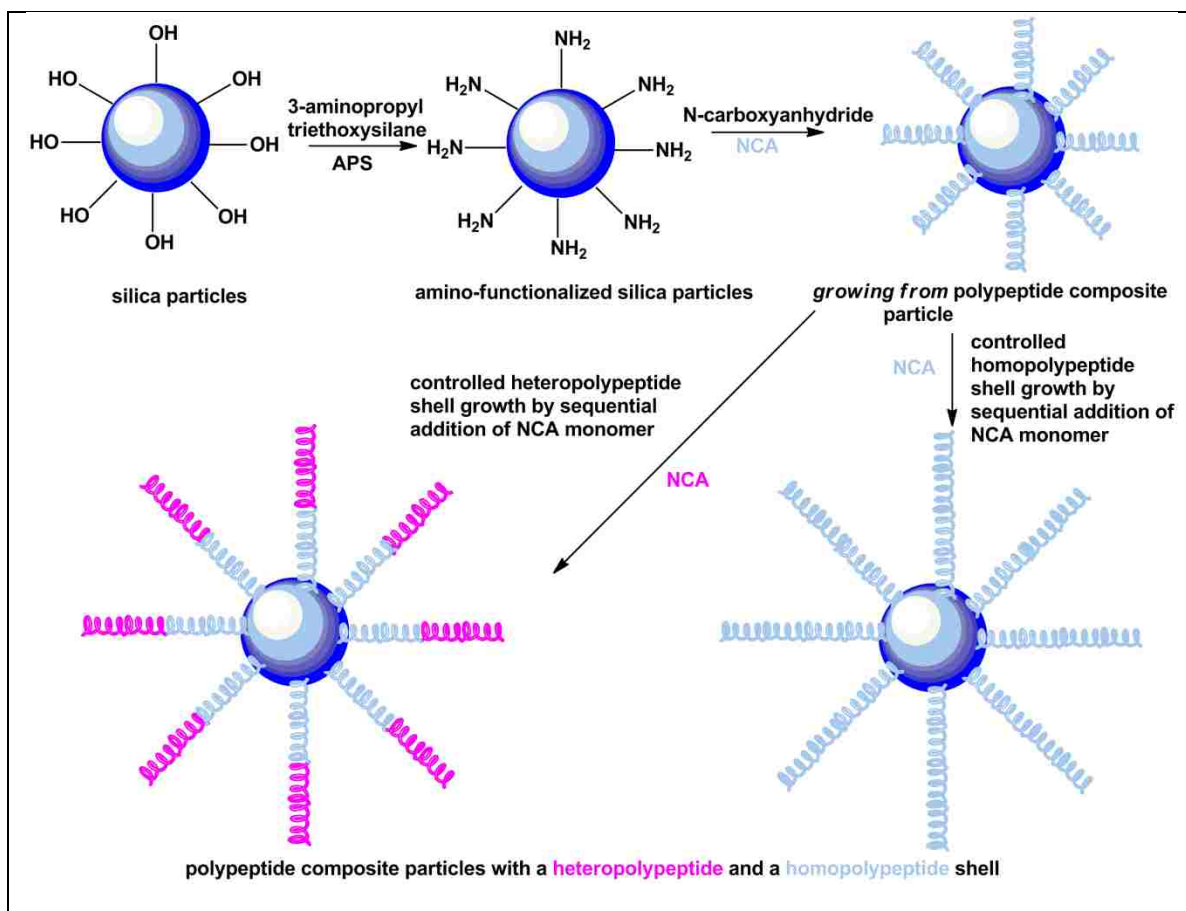 OH
HO
OH
HO
OH
HO
OH
OH
silica particles
3-aminopropyl
triethoxysilane
APS
NH2
H2N
NH2
H2N
NH2
H2N
NH2
NH2
amino-functionalized silica particles
N-carboxyanhydride
NCA
growing from polypeptide composite
particle
NCA
controlled
homopolypeptide
shell growth by
sequential addition of
NCA monomer
controlled heteropolypeptide
shell growth by sequential
addition of NCA monomer
NCA
polypeptide composite particles with a heteropolypeptide and a homopolypeptide shell